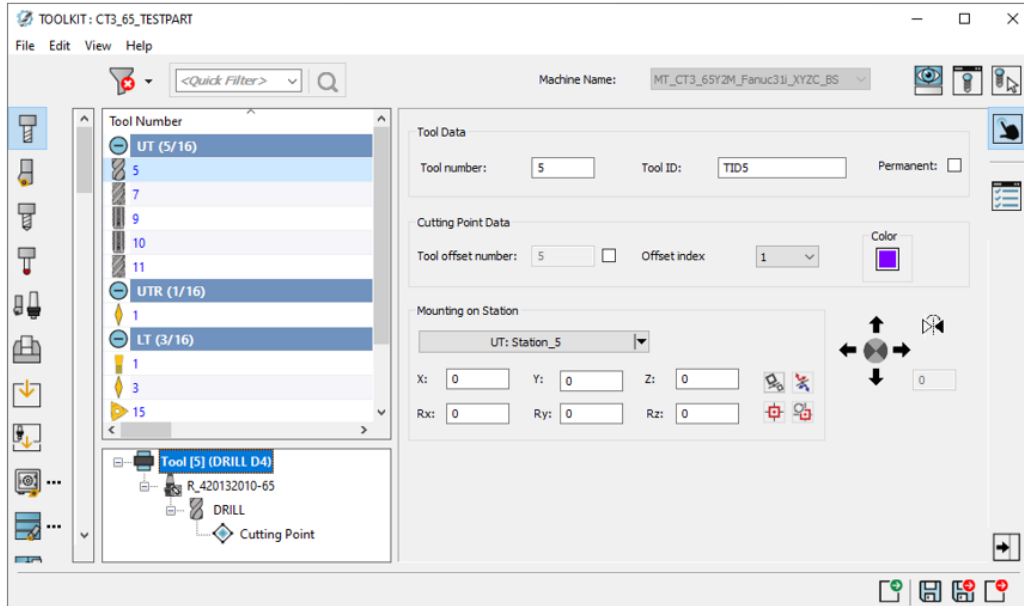 TOOLKIT : CT3_65_TESTPART
File Edit View Help
<Quick Filter>
Machine Name: MT_CT3_65Y2M_Fanuc31i_XYZC_BS
Tool Number
UT (5/16)
5
7
9
10
11
UTR (1/16)
1
LT (3/16)
1
3
15
Tool [5] (DRILL D4)
R_420132010-65
DRILL
Cutting Point
Tool Data
Tool number: 5 Tool ID: TID5 Permanent:
Cutting Point Data
Tool offset number: 5 Offset index 1 Color
Mounting on Station
UT: Station_5
X: 0 Y: 0 Z: 0 0
Rx: 0 Ry: 0 Rz: 0